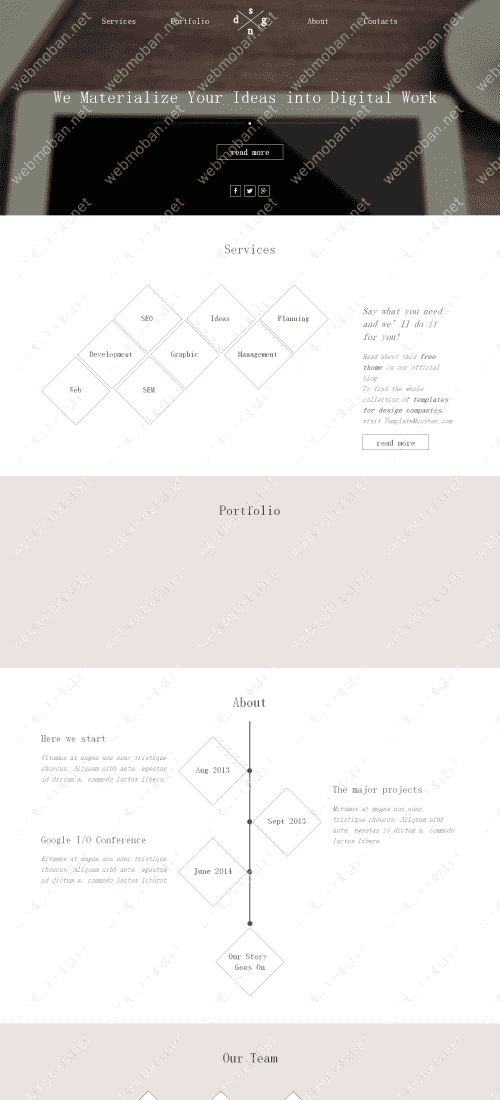 Services
Portfolio
d s g n
About
Contacts
We Materialize Your Ideas into Digital Work
read more
Services
SEO
Ideas
Planning
Development
Graphic
Management
Web
SEM
Say what you need
and we'll do it
for you!
Read about this free
theme on our official
blog.
To find the whole
collection of templates
for design companies,
visit TemplateMonster.com
read more
Portfolio
About
Here we start
Vivamus at magna non nunc tristique
rhoncus. Aliquam nibh ante, egestas
id dictum a, commodo luctus libero.
Aug 2013
The major projects
Vivamus at magna non nunc
tristique rhoncus. Aliquam nibh
ante, egestas id dictum a, commodo
luctus libero.
Sept 2013
Google I/O Conference
Vivamus at magna non nunc tristique
rhoncus. Aliquam nibh ante, egestas
id dictum a, commodo luctus libero.
June 2014
Our Story
Goes On
Our Team
webmoban.net